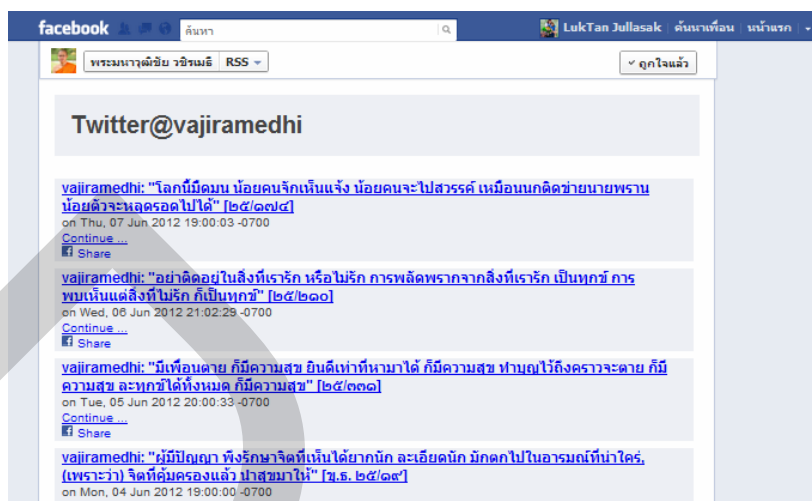 facebook
ค้นหา
LukTan Jullasak ค้นหาเพื่อน หน้าแรก
พระมหาวุฒิชัย วชิรเมธี RSS
ถูกใจแล้ว
Twitter@vajiramedhi
vajiramedhi: "โลกนี้มืดมน น้อยคนจักเห็นแจ้ง น้อยคนจะไปสวรรค์ เหมือนนกติดข่ายนายพราน
น้อยตัวจะหลุดรอดไปได้" [๒๕/๑๗๔]
on Thu, 07 Jun 2012 19:00:03 -0700
Continue ...
Share
vajiramedhi: "อย่าติดอยู่ในสิ่งที่เรารัก หรือไม่รัก การพลัดพรากจากสิ่งที่เรารัก เป็นทุกข์ การ
พบเห็นแต่สิ่งที่ไม่รัก ก็เป็นทุกข์" [๒๕/๒๑๐]
on Wed, 06 Jun 2012 21:02:29 -0700
Continue ...
Share
vajiramedhi: "มีเพื่อนตาย ก็มีความสุข ยินดีเท่าที่หามาได้ ก็มีความสุข ทำบุญไว้ถึงคราวจะตาย ก็มี
ความสุข ละทุกข์ได้ทั้งหมด ก็มีความสุข" [๒๕/๓๓๑]
on Tue, 05 Jun 2012 20:00:33 -0700
Continue ...
Share
vajiramedhi: "ผู้มีปัญญา พึงรักษาจิตที่เห็นได้ยากนัก ละเอียดนัก มักตกไปในอารมณ์ที่น่าใคร่,
(เพราะว่า) จิตที่คุ้มครองแล้ว นำสุขมาให้" [ขุ.ธ. ๒๕/๑๙]
on Mon, 04 Jun 2012 19:00:00 -0700